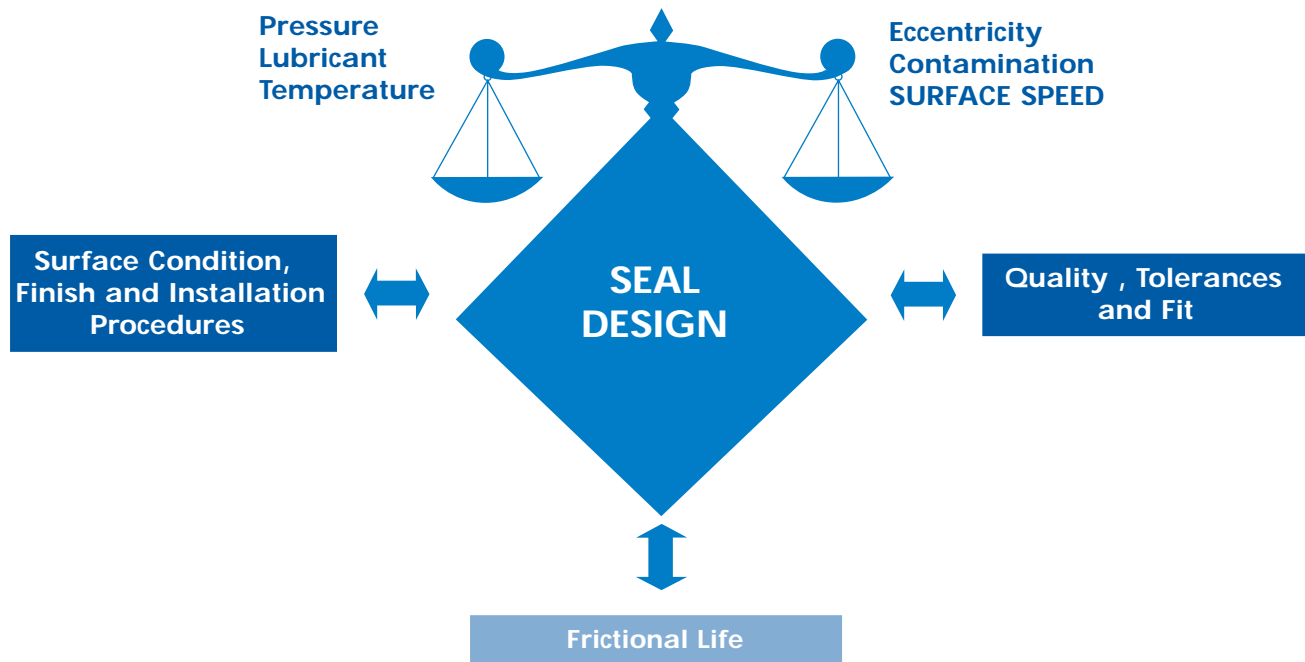 Pressure
Lubricant
Temperature
Eccentricity
Contamination
SURFACE SPEED
Surface Condition,
Finish and Installation
Procedures
SEAL
DESIGN
Quality , Tolerances
and Fit
Frictional Life